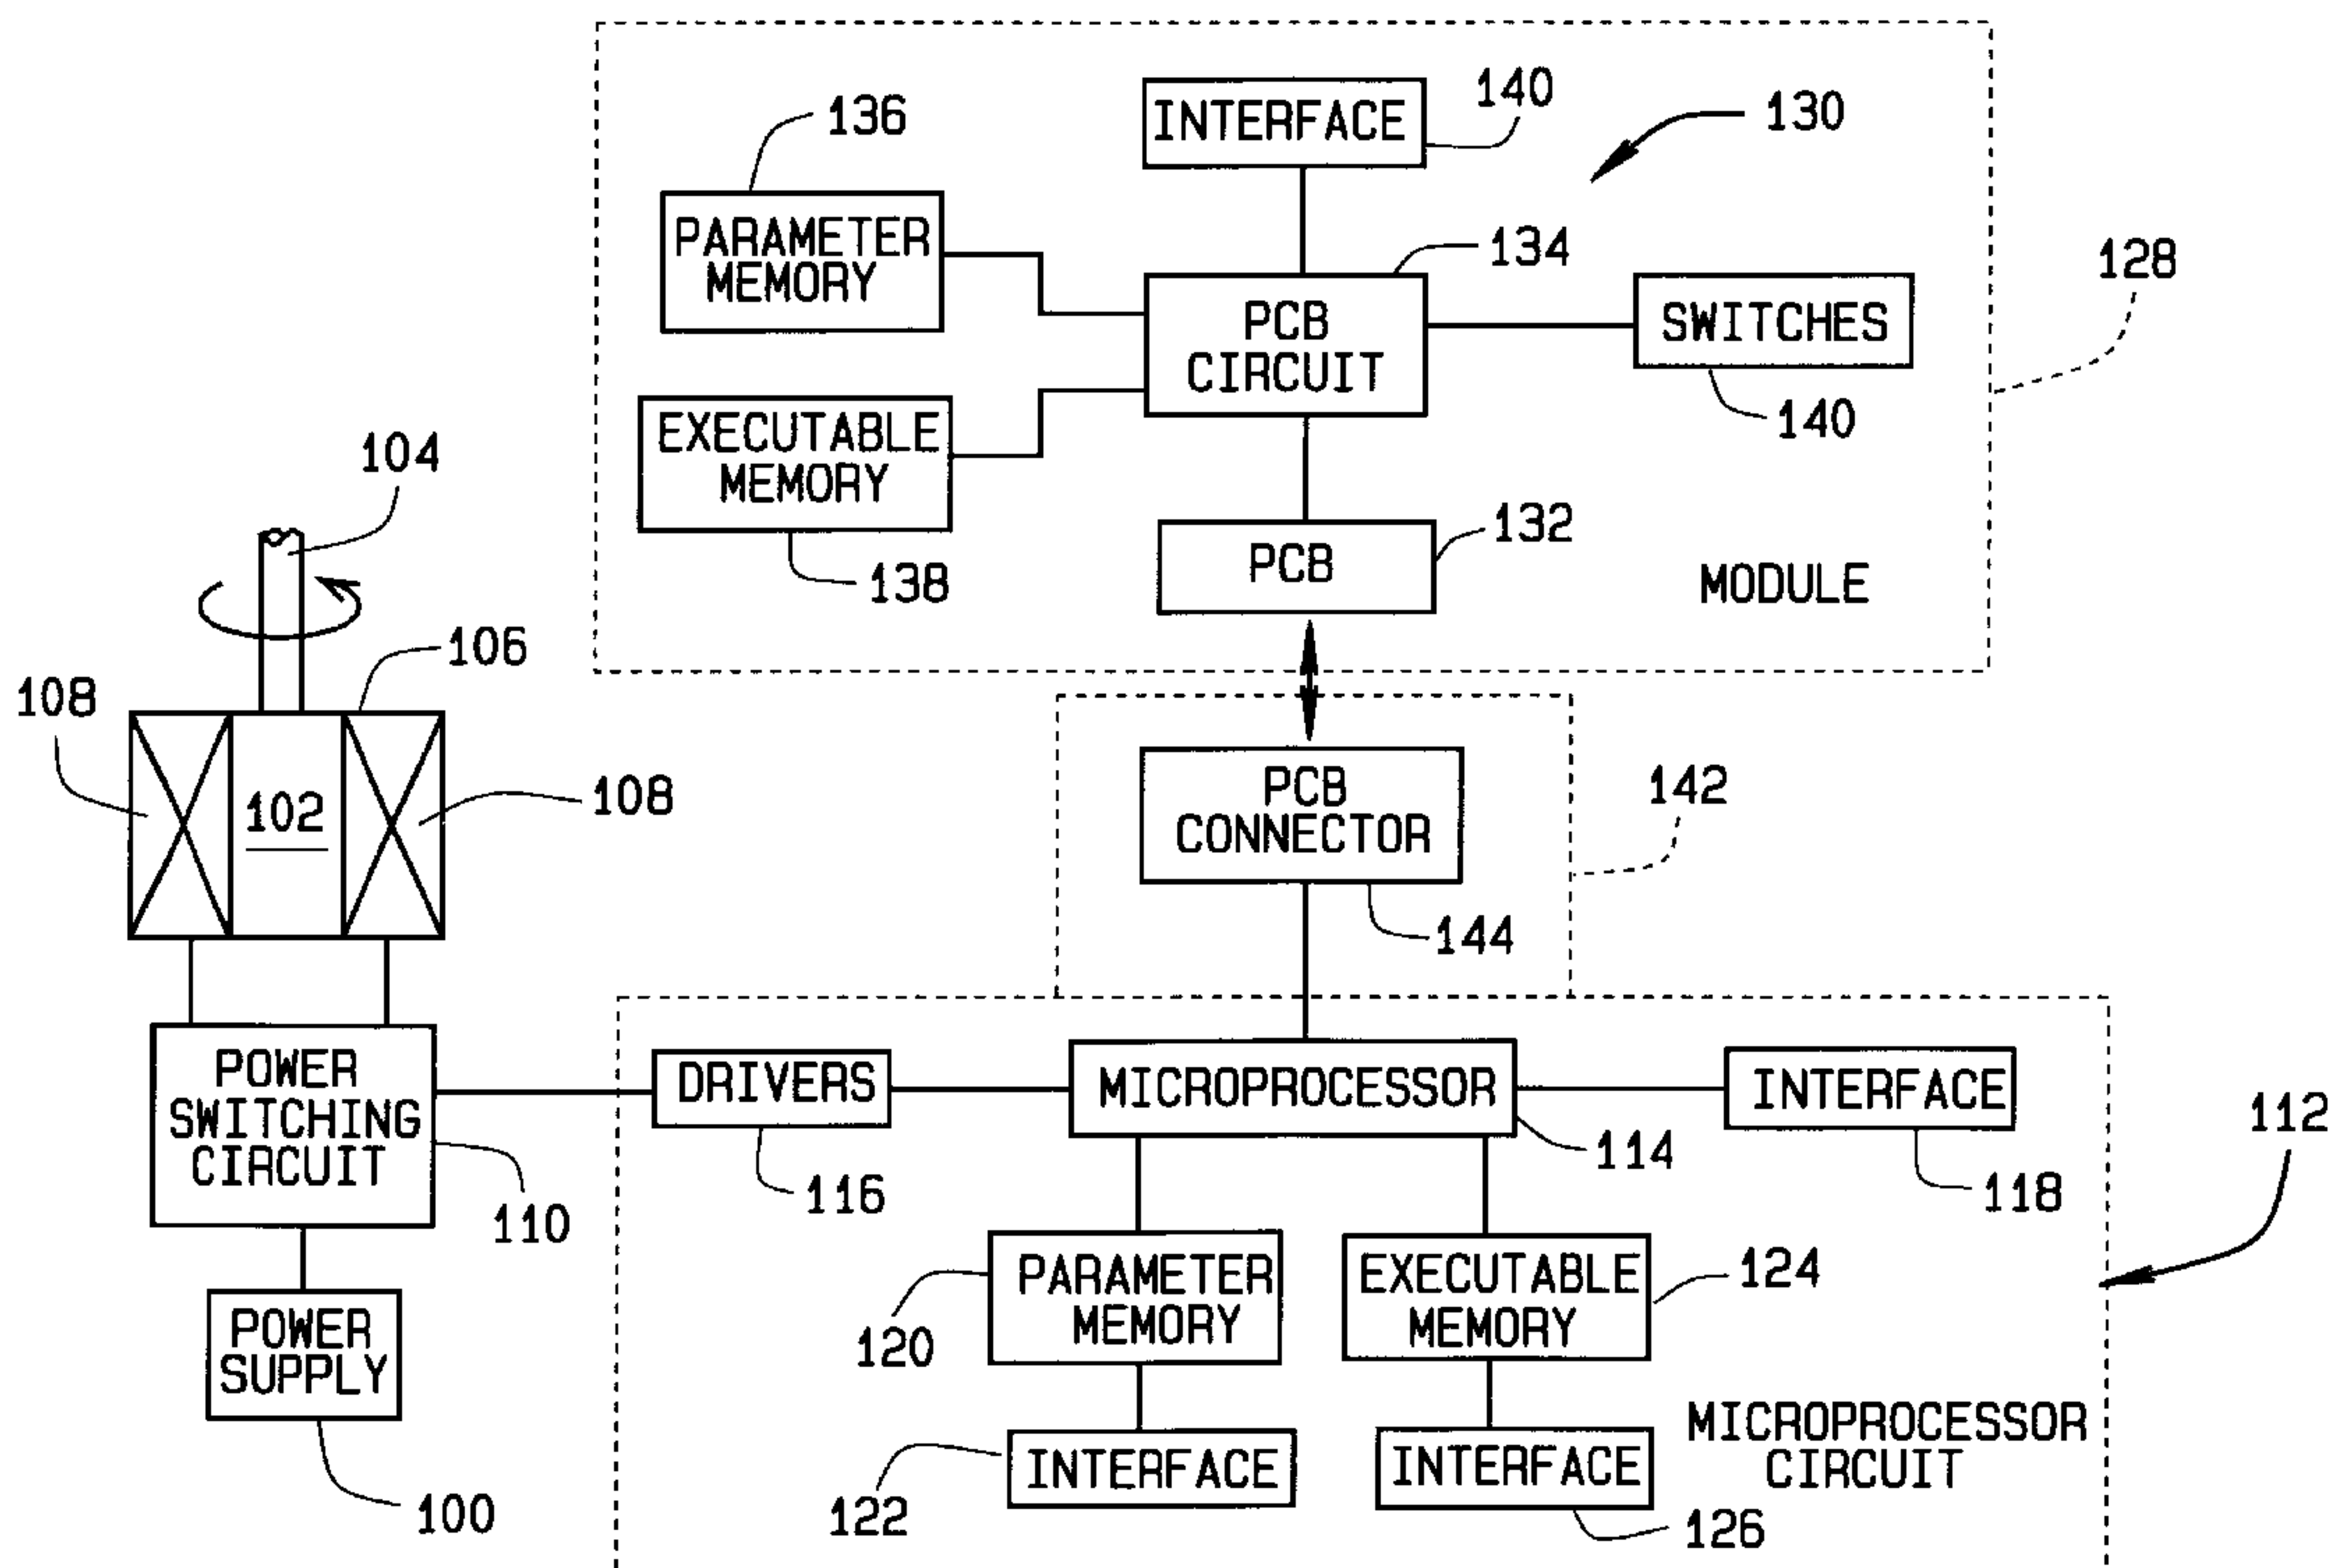 INTERFACE
140
130
136
PARAMETER
MEMORY
134
128
PCB
CIRCUIT
SWITCHES
140
EXECUTABLE
MEMORY
138
132
PCB
MODULE
104
106
108
102
108
142
PCB
CONNECTOR
144
POWER
SWITCHING
CIRCUIT
110
DRIVERS
116
MICROPROCESSOR
114
INTERFACE
118
112
PARAMETER
MEMORY
120
EXECUTABLE
MEMORY
124
POWER
SUPPLY
100
INTERFACE
122
INTERFACE
126
MICROPROCESSOR
CIRCUIT